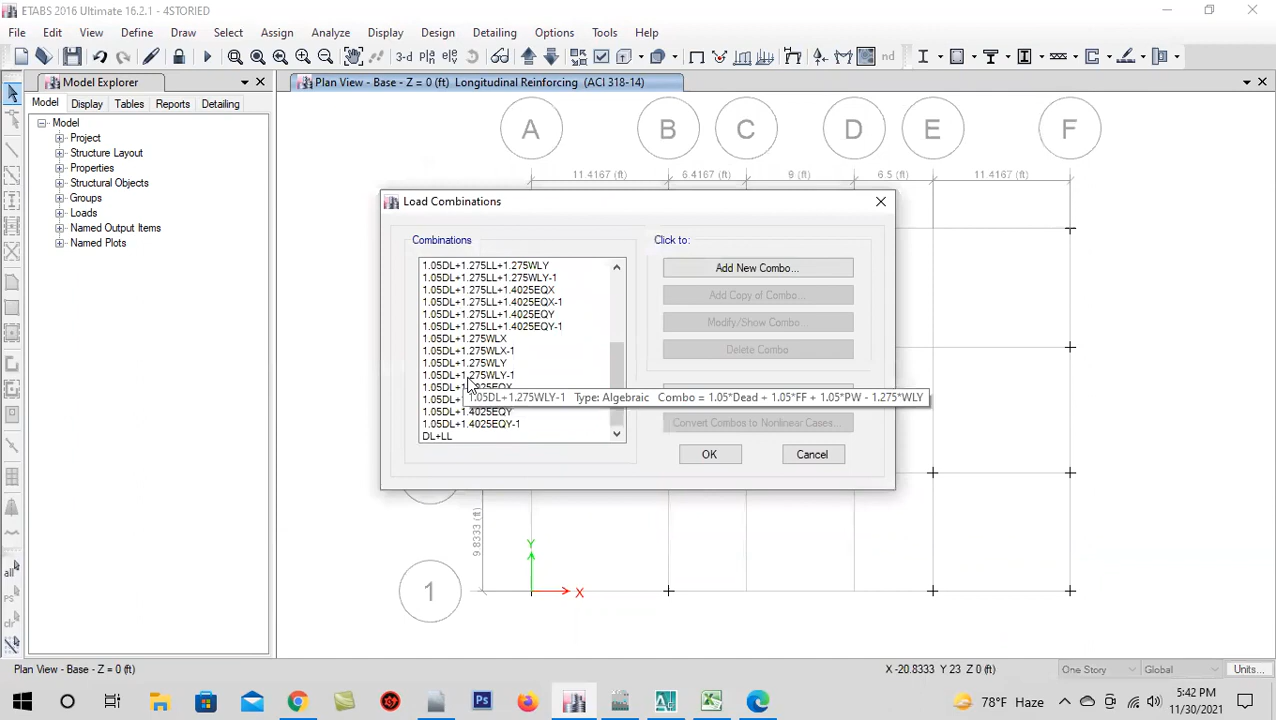 ETABS 2016 Ultimate 16.2.1 - 4STORIED
File Edit View Define Draw Select Assign Analyze Display Design Detailing Options Tools Help
3-d pla ele nd
Model Explorer
Plan View - Base - Z = 0 (ft) Longitudinal Reinforcing (ACI 318-14)
Model Display Tables Reports Detailing
Model
Project
Structure Layout
Properties
Structural Objects
Groups
Loads
Named Output Items
Named Plots
A B C D E F
11.4167 (ft) 6.4167 (ft) 9 (ft) 6.5 (ft) 11.4167 (ft)
Load Combinations
Combinations
1.05DL+1.275LL+1.275WLY
1.05DL+1.275LL+1.275WLY-1
1.05DL+1.275LL+1.4025EQX
1.05DL+1.275LL+1.4025EQX-1
1.05DL+1.275LL+1.4025EQY
1.05DL+1.275LL+1.4025EQY-1
1.05DL+1.275WLX
1.05DL+1.275WLX-1
1.05DL+1.275WLY
1.05DL+1.275WLY-1
1.05DL+1.4025EQY
1.05DL+1.4025EQY-1
DL+LL
Click to:
Add New Combo...
Add Copy of Combo...
Modify/Show Combo...
Delete Combo
1.05DL+1.275WLY-1 Type: Algebraic Combo = 1.05*Dead + 1.05*FF + 1.05*PW - 1.275*WLY
Convert Combos to Nonlinear Cases...
OK Cancel
9.8333 (ft)
Y
X
1
all
ps
clr
Plan View - Base - Z = 0 (ft)
X -20.8333 Y 23 Z 0 (ft)
One Story Global Units...
78°F Haze
5:42 PM
11/30/2021